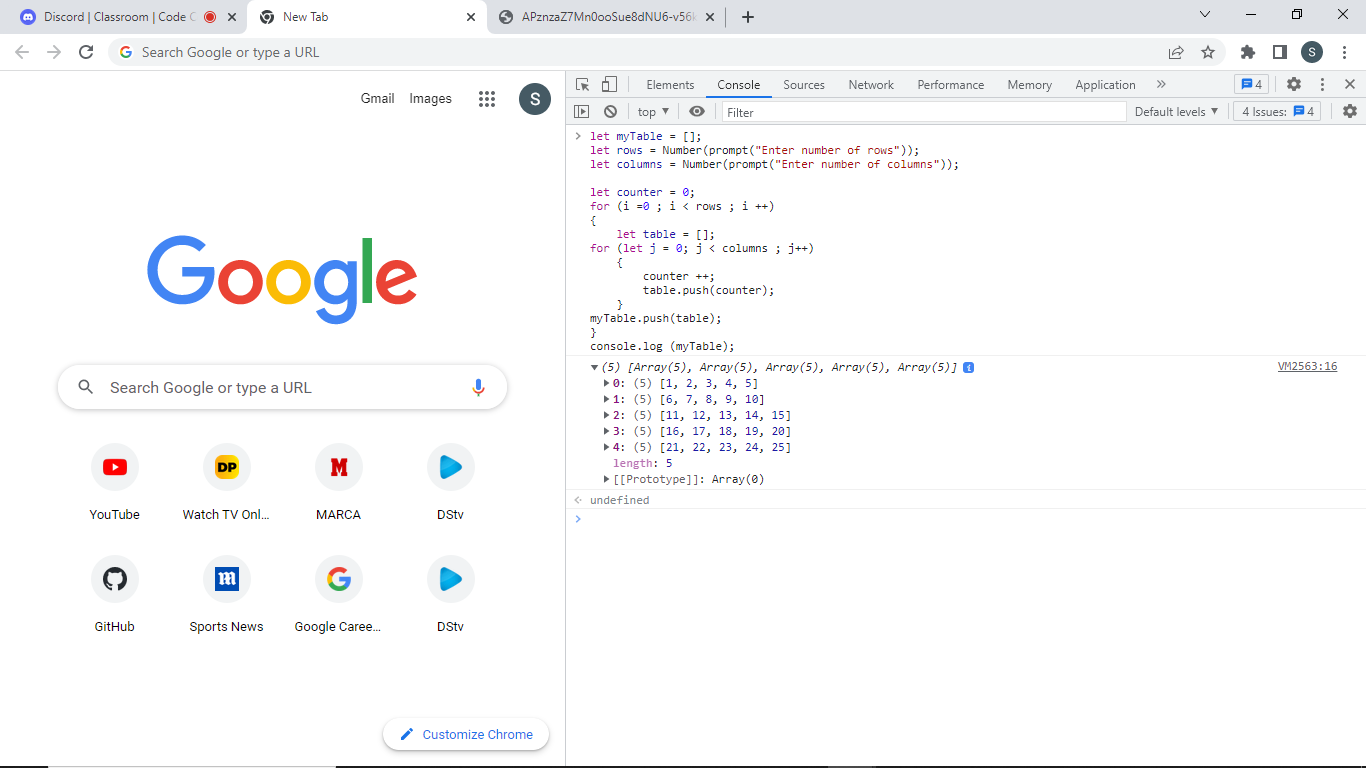 Discord | Classroom | Code C
New Tab
APznzaZ7Mn0ooSue8dNU6-v56k
Search Google or type a URL
S
Gmail Images
S
Google
Search Google or type a URL
YouTube
DP
Watch TV Onl...
M
MARCA
DStv
GitHub
m
Sports News
G
Google Caree...
DStv
Customize Chrome
Elements Console Sources Network Performance Memory Application » 4
top ▼ Filter Default levels ▼ 4 Issues: 4
> let myTable = [];
let rows = Number(prompt("Enter number of rows"));
let columns = Number(prompt("Enter number of columns"));
let counter = 0;
for (i =0 ; i < rows ; i ++)
{
    let table = [];
for (let j = 0; j < columns ; j++)
    {
        counter ++;
        table.push(counter);
    }
myTable.push(table);
}
console.log (myTable);
▼(5) [Array(5), Array(5), Array(5), Array(5), Array(5)] i VM2563:16
▶0: (5) [1, 2, 3, 4, 5]
▶1: (5) [6, 7, 8, 9, 10]
▶2: (5) [11, 12, 13, 14, 15]
▶3: (5) [16, 17, 18, 19, 20]
▶4: (5) [21, 22, 23, 24, 25]
length: 5
▶[[Prototype]]: Array(0)
undefined
>